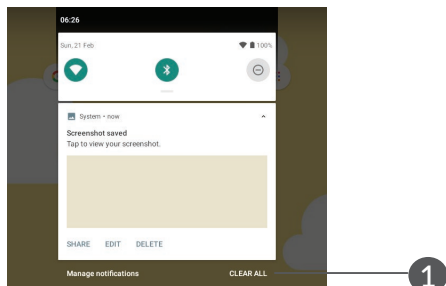 06:26
Sun, 21 Feb 100%
System • now
Screenshot saved
Tap to view your screenshot.
SHARE EDIT DELETE
Manage notifications CLEAR ALL
1